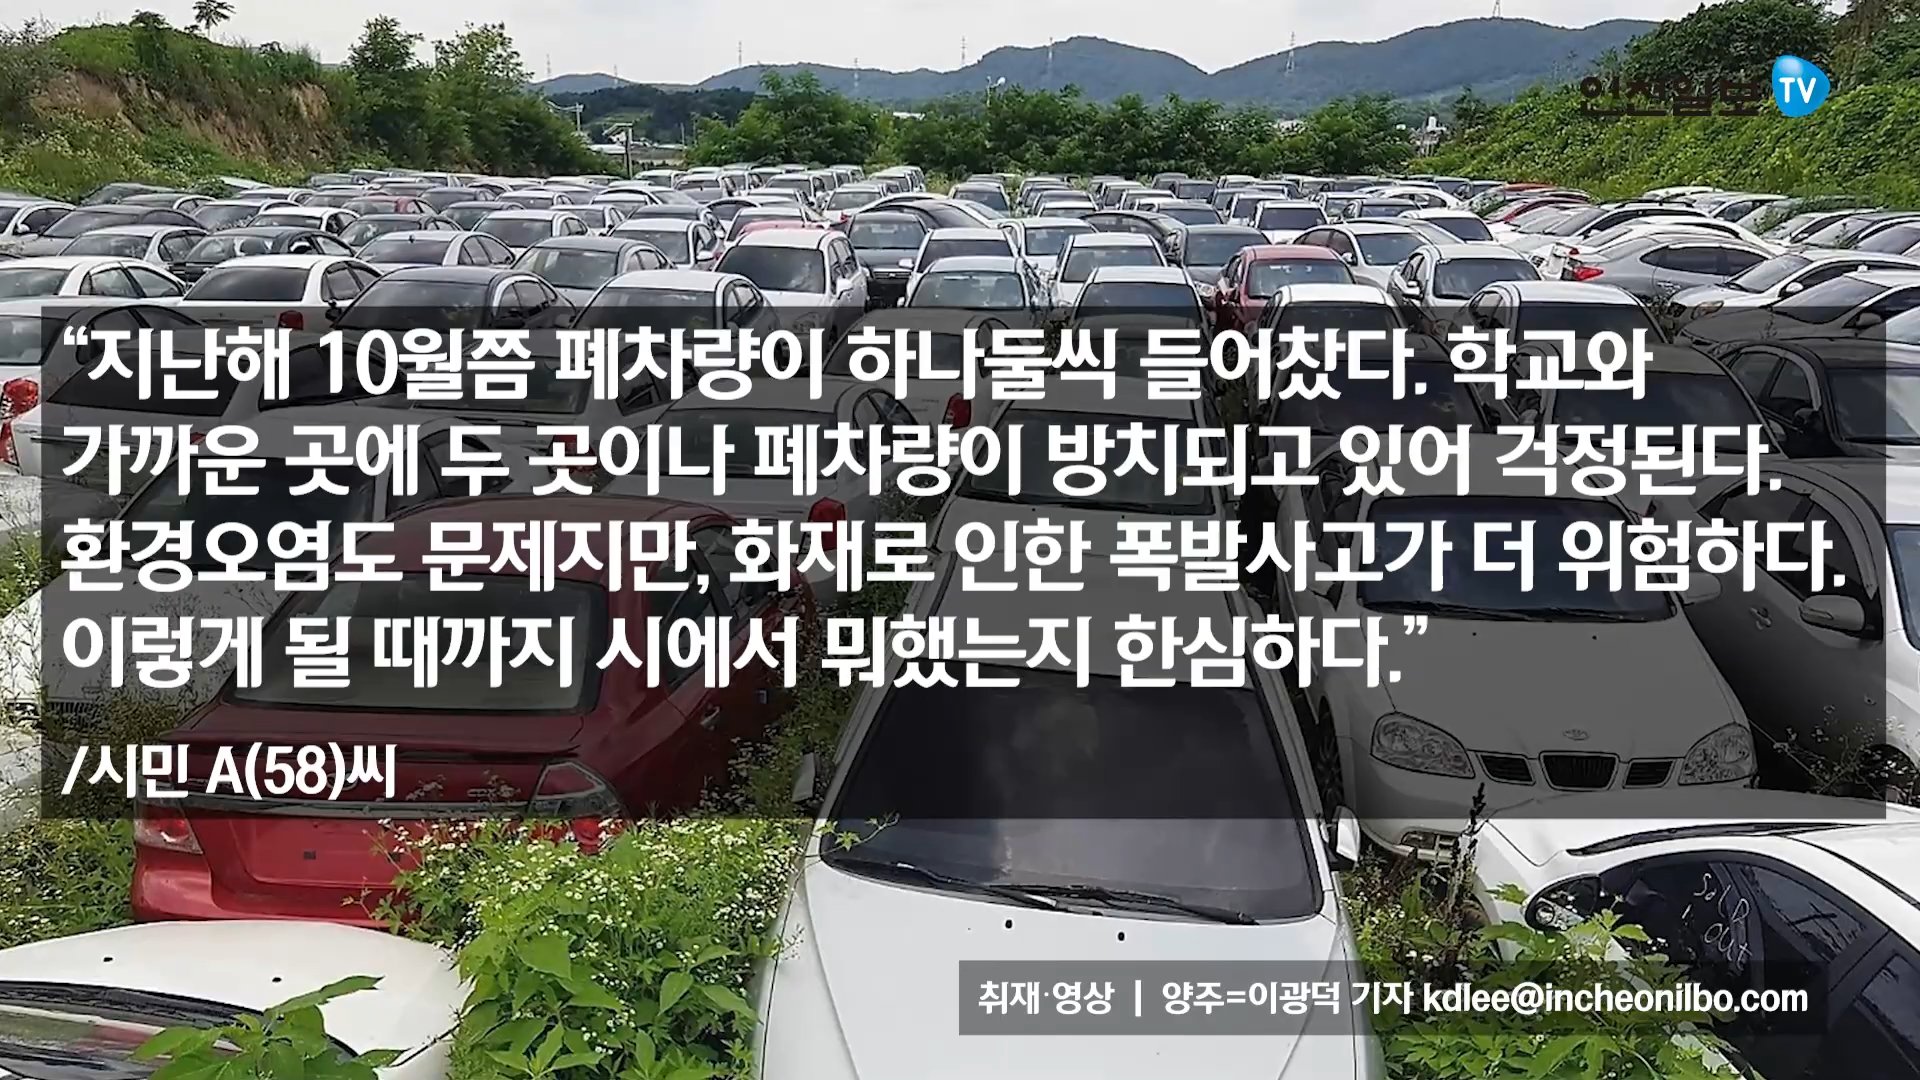 인천일보 TV
“지난해 10월쯤 폐차량이 하나둘씩 들어찼다. 학교와
가까운 곳에 두 곳이나 폐차량이 방치되고 있어 걱정된다.
환경오염도 문제지만, 화재로 인한 폭발사고가 더 위험하다.
이렇게 될 때까지 시에서 뭐했는지 한심하다.”
/시민 A(58)씨
Sold
out
취재·영상 | 양주=이광덕 기자 kdlee@incheonilbo.com